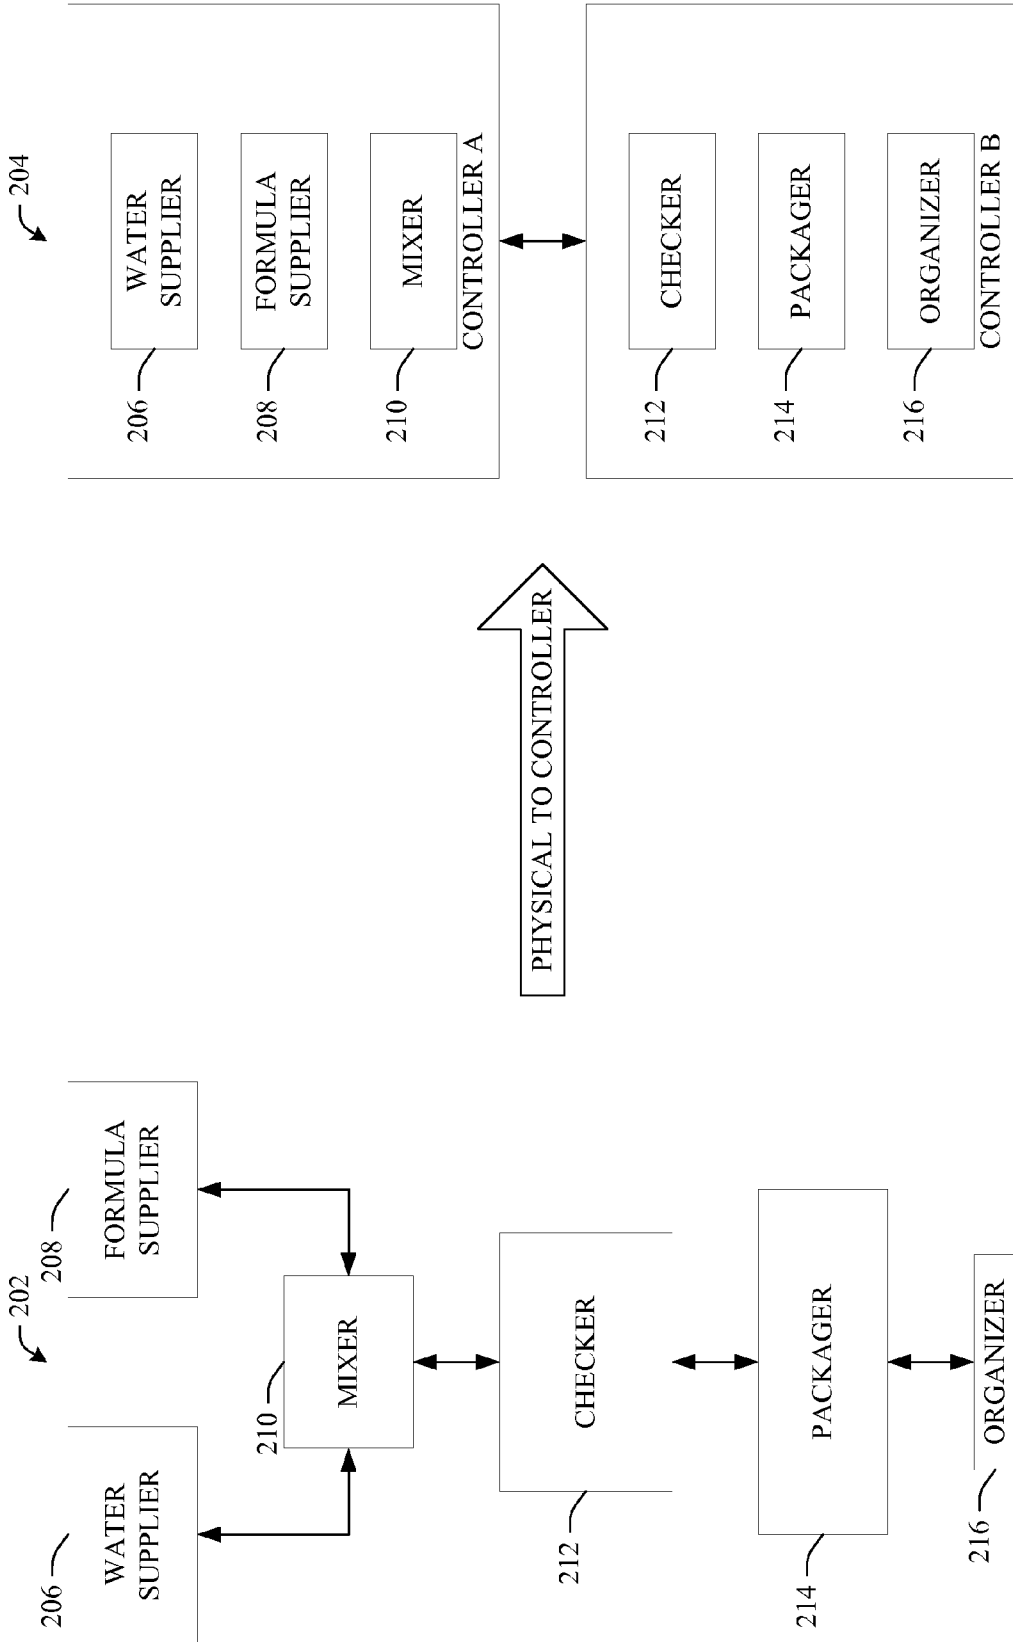 202
206
WATER
SUPPLIER
208
FORMULA
SUPPLIER
210
MIXER
212
CHECKER
214
PACKAGER
216
ORGANIZER
PHYSICAL TO CONTROLLER
204
206
WATER
SUPPLIER
208
FORMULA
SUPPLIER
210
MIXER
CONTROLLER A
212
CHECKER
214
PACKAGER
216
ORGANIZER
CONTROLLER B